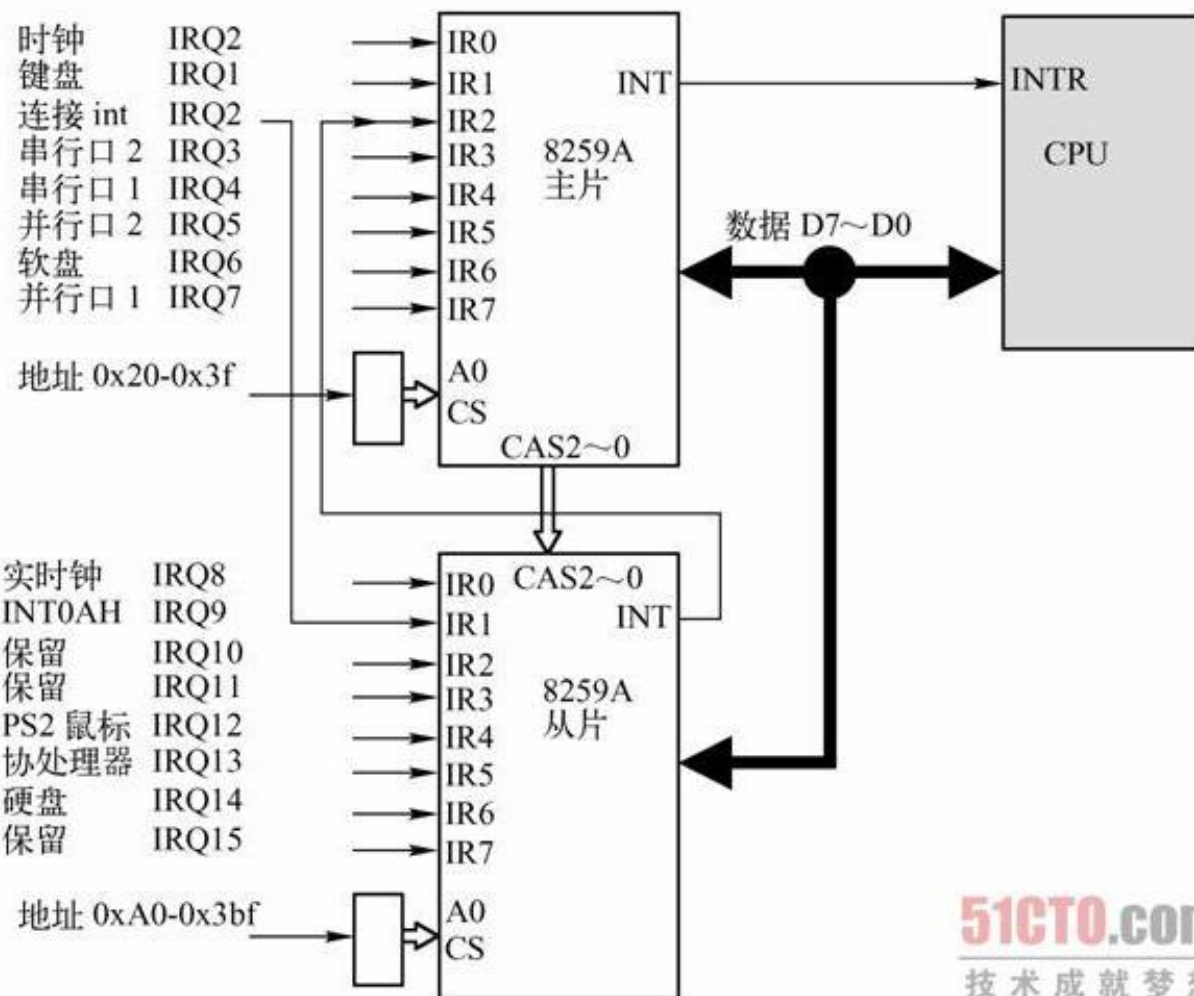 时钟 IRQ2
键盘 IRQ1
连接 int IRQ2
串行口 2 IRQ3
串行口 1 IRQ4
并行口 2 IRQ5
软盘 IRQ6
并行口 1 IRQ7
地址 0x20-0x3f
IR0
IR1
IR2
IR3
IR4
IR5
IR6
IR7
A0
CS
INT
8259A
主片
CAS2～0
INTR
CPU
数据 D7～D0
实时钟 IRQ8
INT0AH IRQ9
保留 IRQ10
保留 IRQ11
PS2 鼠标 IRQ12
协处理器 IRQ13
硬盘 IRQ14
保留 IRQ15
地址 0xA0-0x3bf
IR0
IR1
IR2
IR3
IR4
IR5
IR6
IR7
A0
CS
CAS2～0
INT
8259A
从片
51CTO.com
技术成就梦想